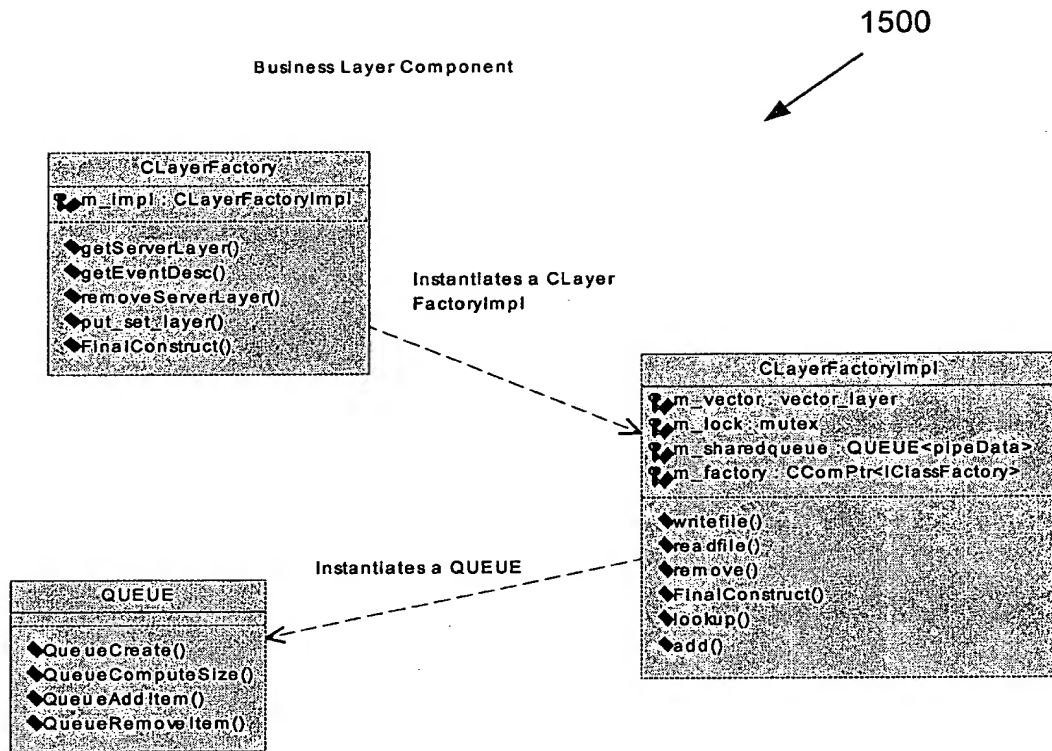 1500
Business Layer Component
CLayerFactory
m_impl : CLayerFactoryImpl
getServerLayer()
getEventDesc()
removeServerLayer()
put_set_layer()
FinalConstruct()
Instantiates a CLayer
FactoryImpl
CLayerFactoryImpl
m_vector : vector_layer
m_lock : mutex
m_sharedqueue : QUEUE<pipeData>
m_factory : CComPtr<IClassFactory>
writefile()
readfile()
remove()
FinalConstruct()
lookup()
add()
Instantiates a QUEUE
QUEUE
QueueCreate()
QueueComputeSize()
QueueAddItem()
QueueRemoveItem()